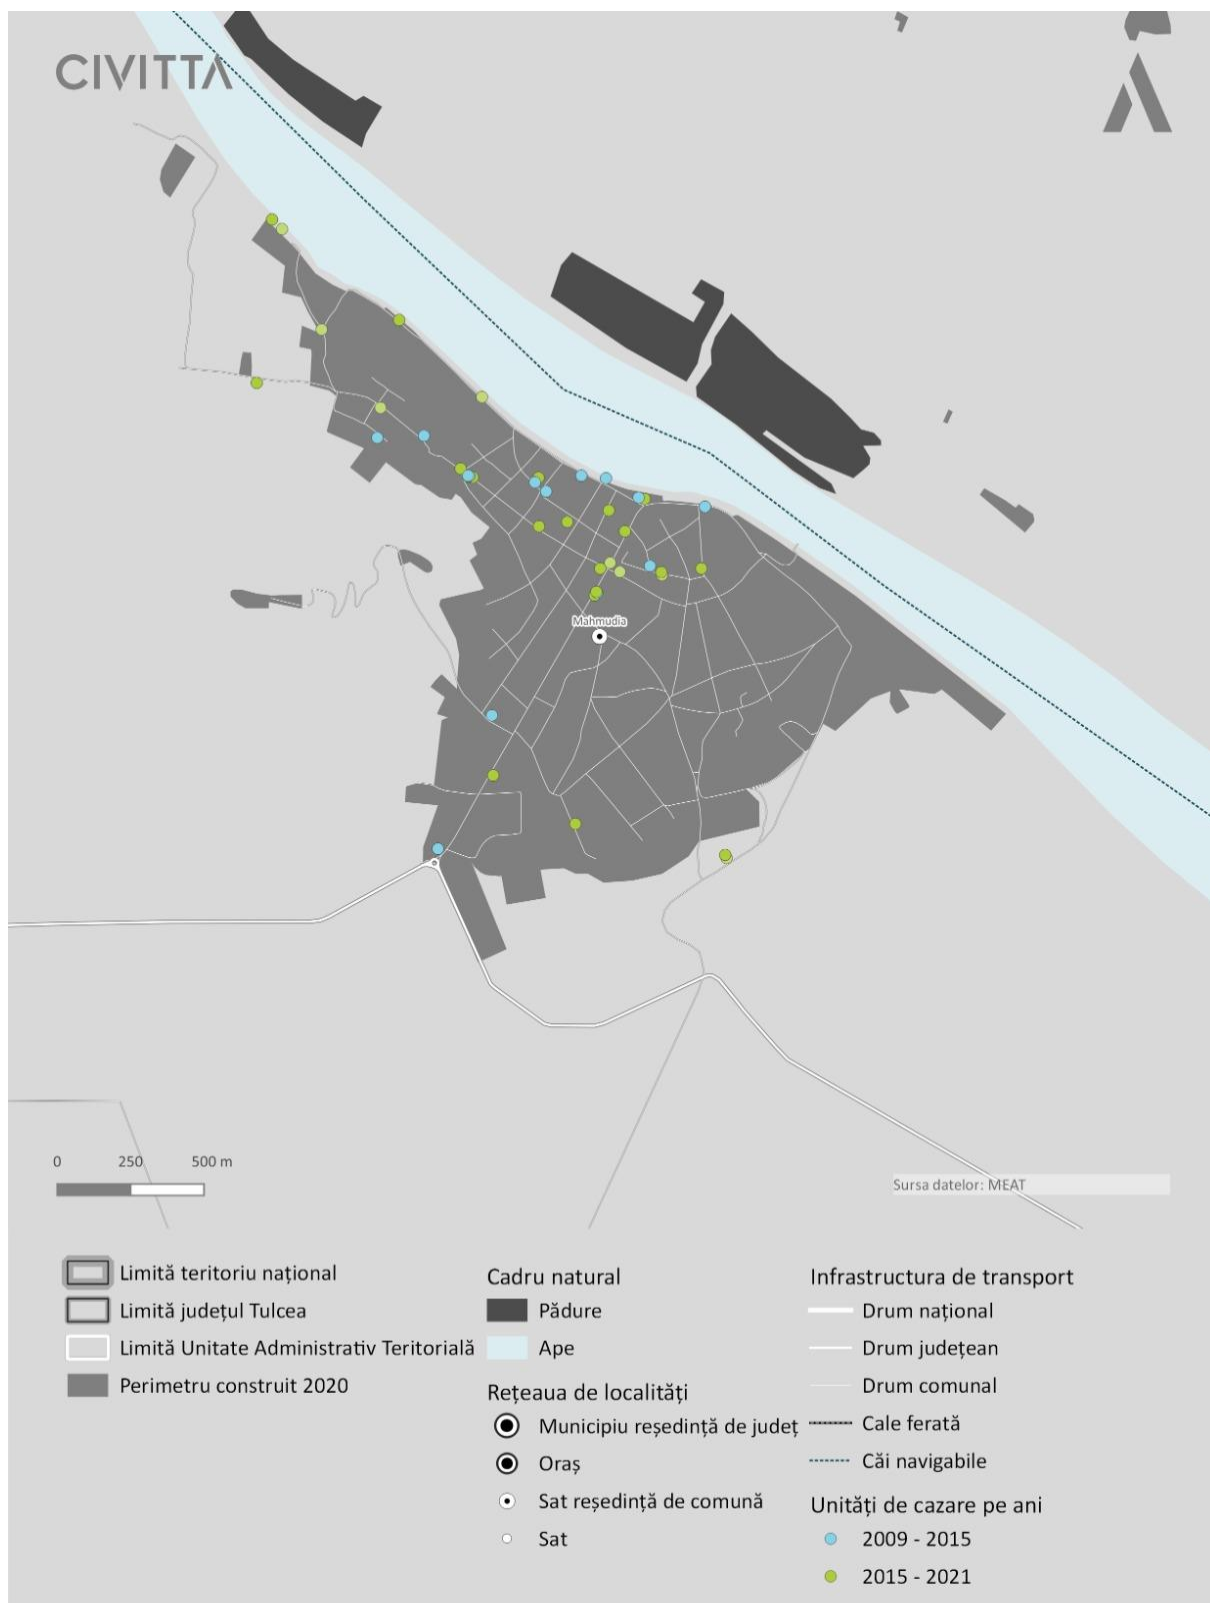 CIVITTA
Mahmudia
0 250 500 m
Sursa datelor: MEAT
Limită teritoriu național
Limită județul Tulcea
Limită Unitate Administrativ Teritorială
Perimetru construit 2020
Cadru natural
Pădure
Ape
Rețeaua de localități
Municipiu reședință de județ
Oraș
Sat reședință de comună
Sat
Infrastructura de transport
Drum național
Drum județean
Drum comunal
Cale ferată
Căi navigabile
Unități de cazare pe ani
2009 - 2015
2015 - 2021